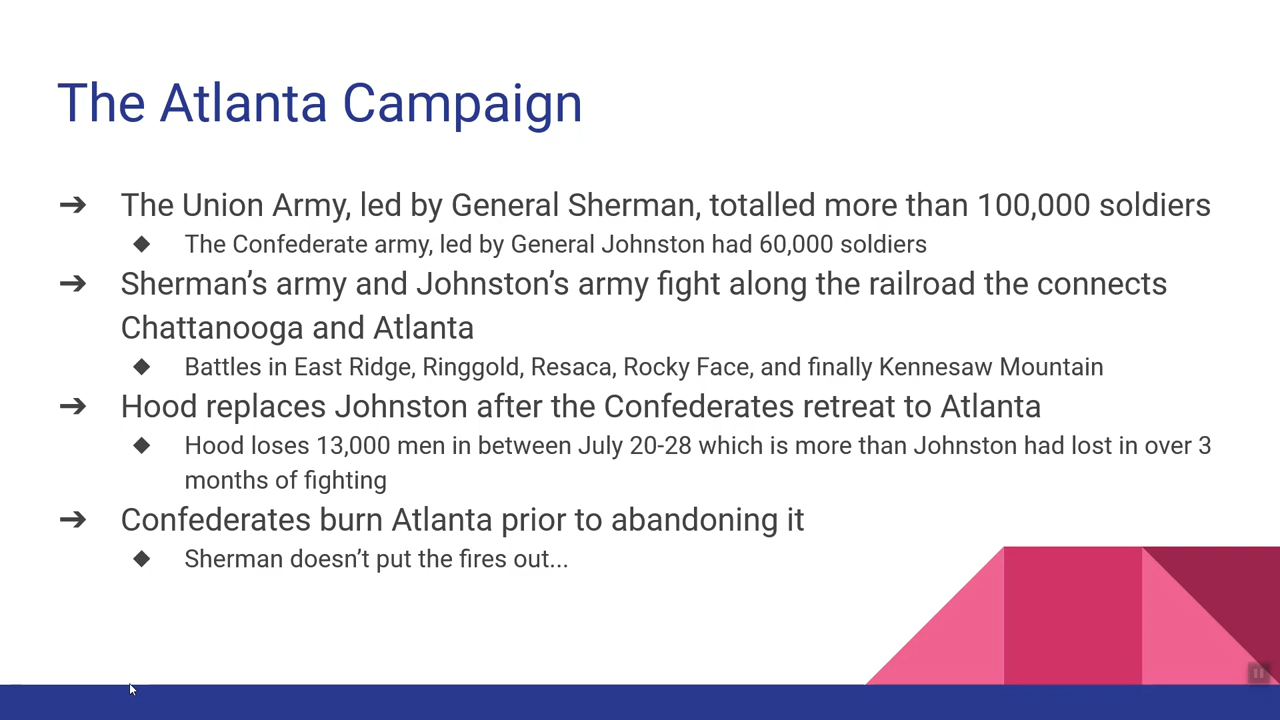 The Atlanta Campaign
➔ The Union Army, led by General Sherman, totalled more than 100,000 soldiers
◆ The Confederate army, led by General Johnston had 60,000 soldiers
➔ Sherman’s army and Johnston’s army fight along the railroad the connects
Chattanooga and Atlanta
◆ Battles in East Ridge, Ringgold, Resaca, Rocky Face, and finally Kennesaw Mountain
➔ Hood replaces Johnston after the Confederates retreat to Atlanta
◆ Hood loses 13,000 men in between July 20-28 which is more than Johnston had lost in over 3
months of fighting
➔ Confederates burn Atlanta prior to abandoning it
◆ Sherman doesn’t put the fires out...